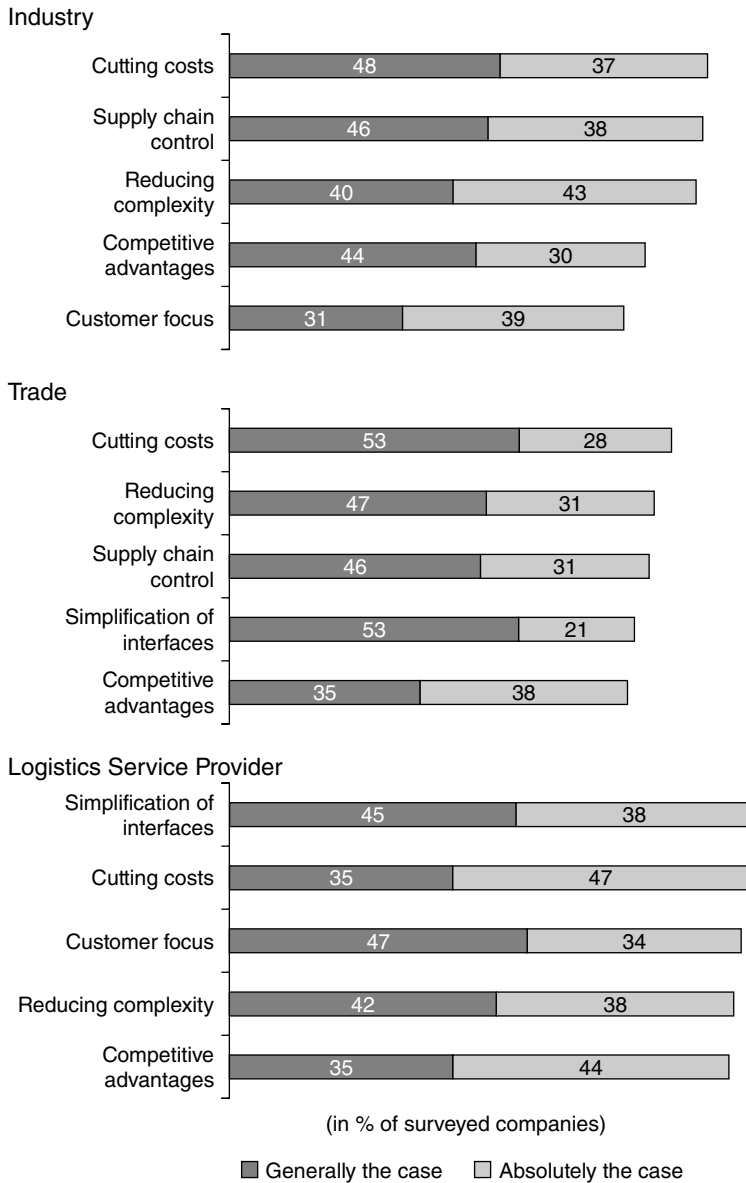 Industry
Cutting costs
48 37
Supply chain
control
46 38
Reducing
complexity
40 43
Competitive
advantages
44 30
Customer focus
31 39
Trade
Cutting costs
53 28
Reducing
complexity
47 31
Supply chain
control
46 31
Simplification of
interfaces
53 21
Competitive
advantages
35 38
Logistics Service Provider
Simplification of
interfaces
45 38
Cutting costs
35 47
Customer focus
47 34
Reducing complexity
42 38
Competitive
advantages
35 44
(in % of surveyed companies)
Generally the case Absolutely the case